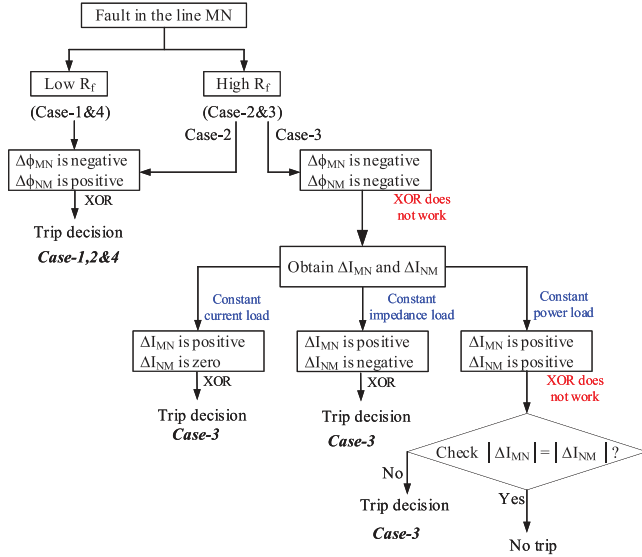 Fault in the line MN
Low R_f
High R_f
(Case-1&4)
(Case-2&3)
Case-2
Case-3
Δϕ_MN is negative
Δϕ_NM is positive
Δϕ_MN is negative
Δϕ_NM is negative
XOR
XOR does
not work
Trip decision
Case-1,2&4
Obtain ΔI_MN and ΔI_NM
Constant
current load
Constant
impedance load
Constant
power load
ΔI_MN is positive
ΔI_NM is zero
ΔI_MN is positive
ΔI_NM is negative
ΔI_MN is positive
ΔI_NM is positive
XOR
XOR
XOR does
not work
Trip decision
Case-3
Trip decision
Case-3
Check |ΔI_MN| = |ΔI_NM| ?
No
Yes
Trip decision
Case-3
No trip